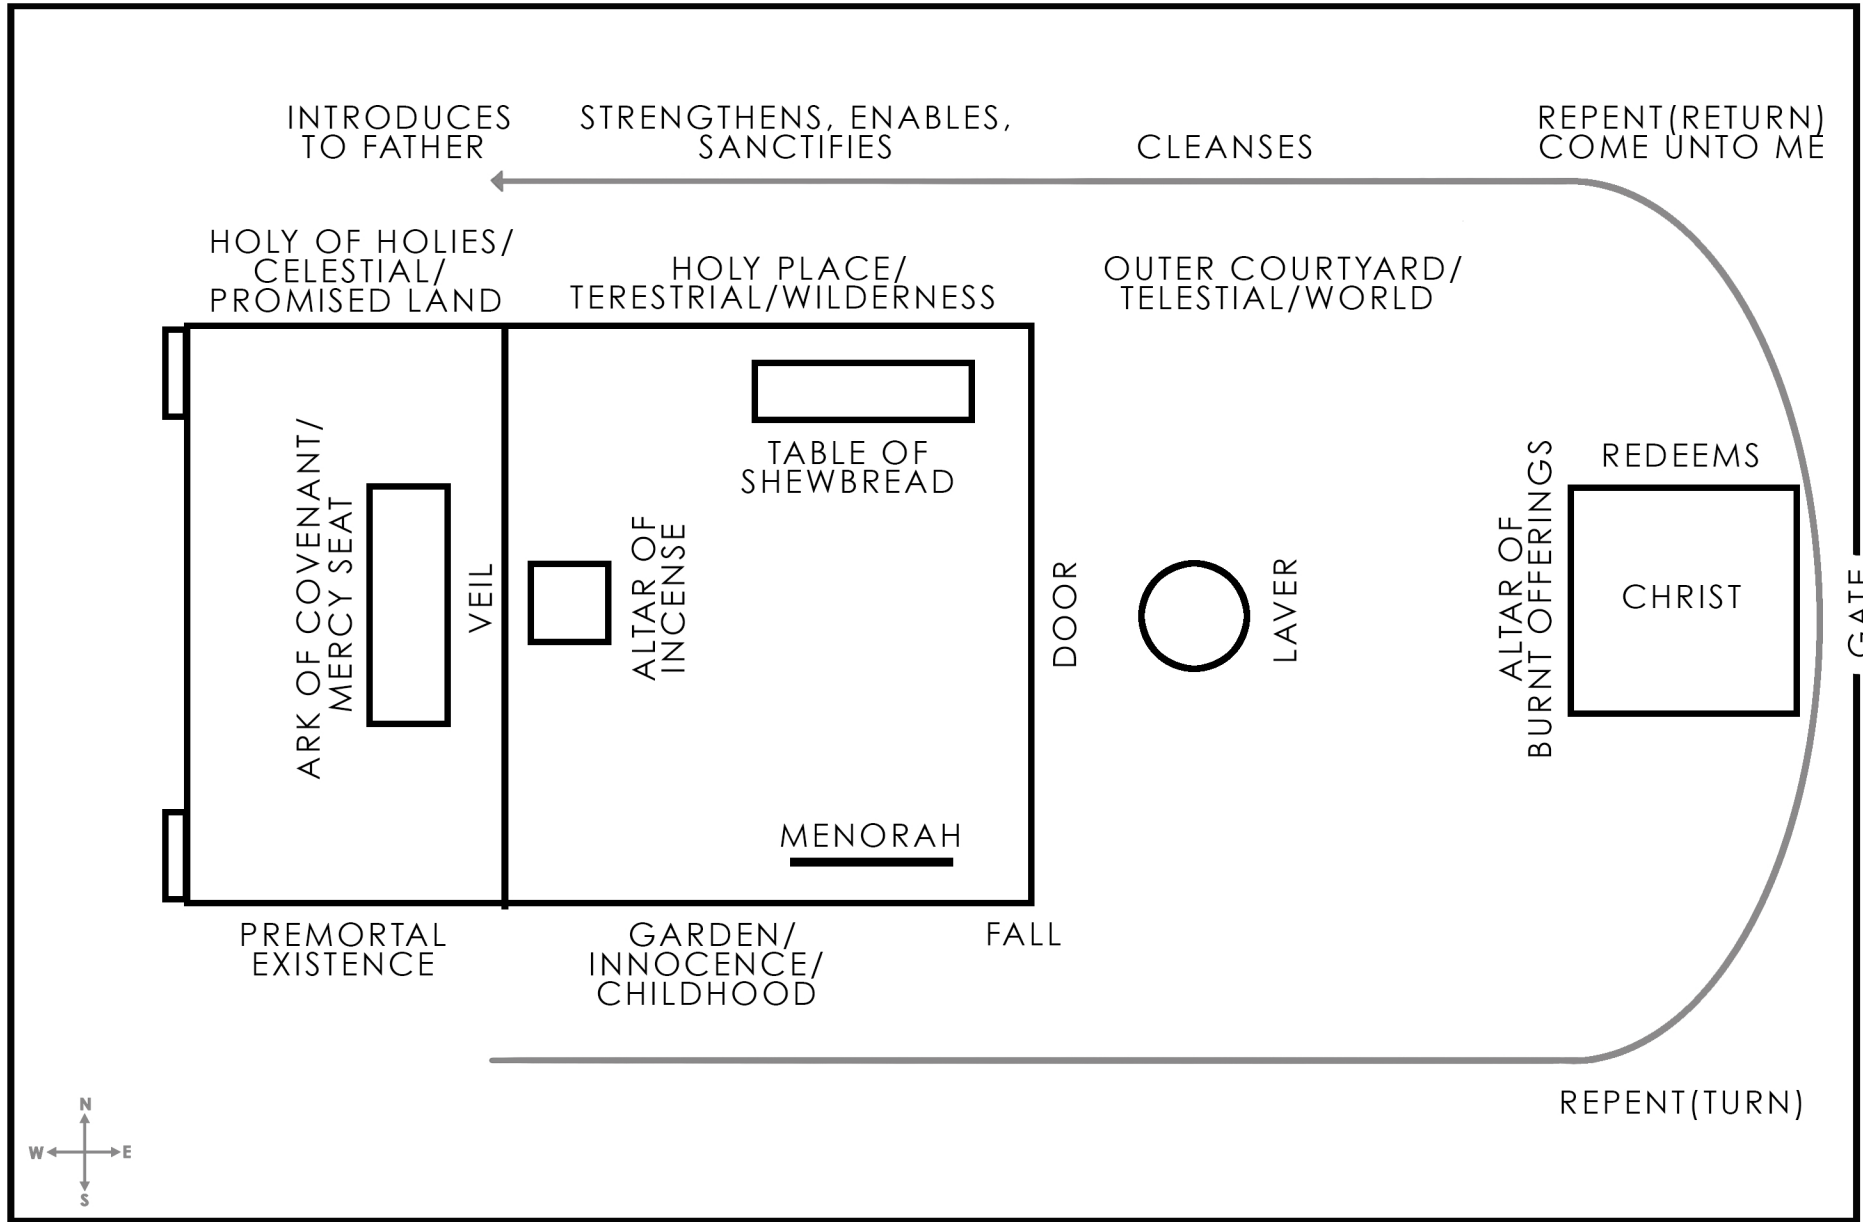 INTRODUCES
TO FATHER
STRENGTHENS, ENABLES,
SANCTIFIES
CLEANSES
REPENT(RETURN)
COME UNTO ME
HOLY OF HOLIES/
CELESTIAL/
PROMISED LAND
HOLY PLACE/
TERESTRIAL/WILDERNESS
OUTER COURTYARD/
TELESTIAL/WORLD
ARK OF COVENANT/
MERCY SEAT
VEIL
ALTAR OF
INCENSE
TABLE OF
SHEWBREAD
MENORAH
DOOR
LAVER
ALTAR OF
BURNT OFFERINGS
REDEEMS
CHRIST
GATE
PREMORTAL
EXISTENCE
GARDEN/
INNOCENCE/
CHILDHOOD
FALL
REPENT(TURN)
N
W E
S